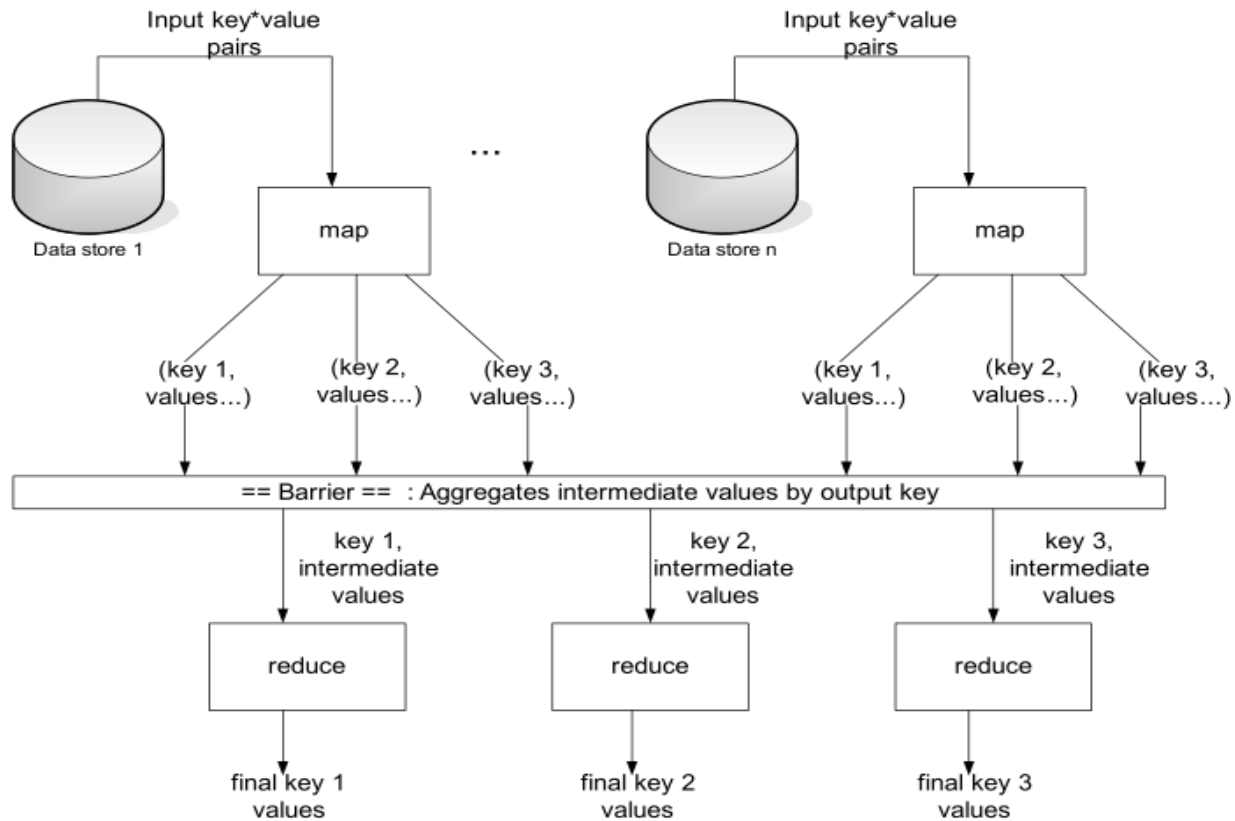 Input key*value
pairs
Input key*value
pairs
...
Data store 1
map
Data store n
map
(key 1,
values...)
(key 2,
values...)
(key 3,
values...)
(key 1,
values...)
(key 2,
values...)
(key 3,
values...)
== Barrier == : Aggregates intermediate values by output key
key 1,
intermediate
values
key 2,
intermediate
values
key 3,
intermediate
values
reduce
reduce
reduce
final key 1
values
final key 2
values
final key 3
values